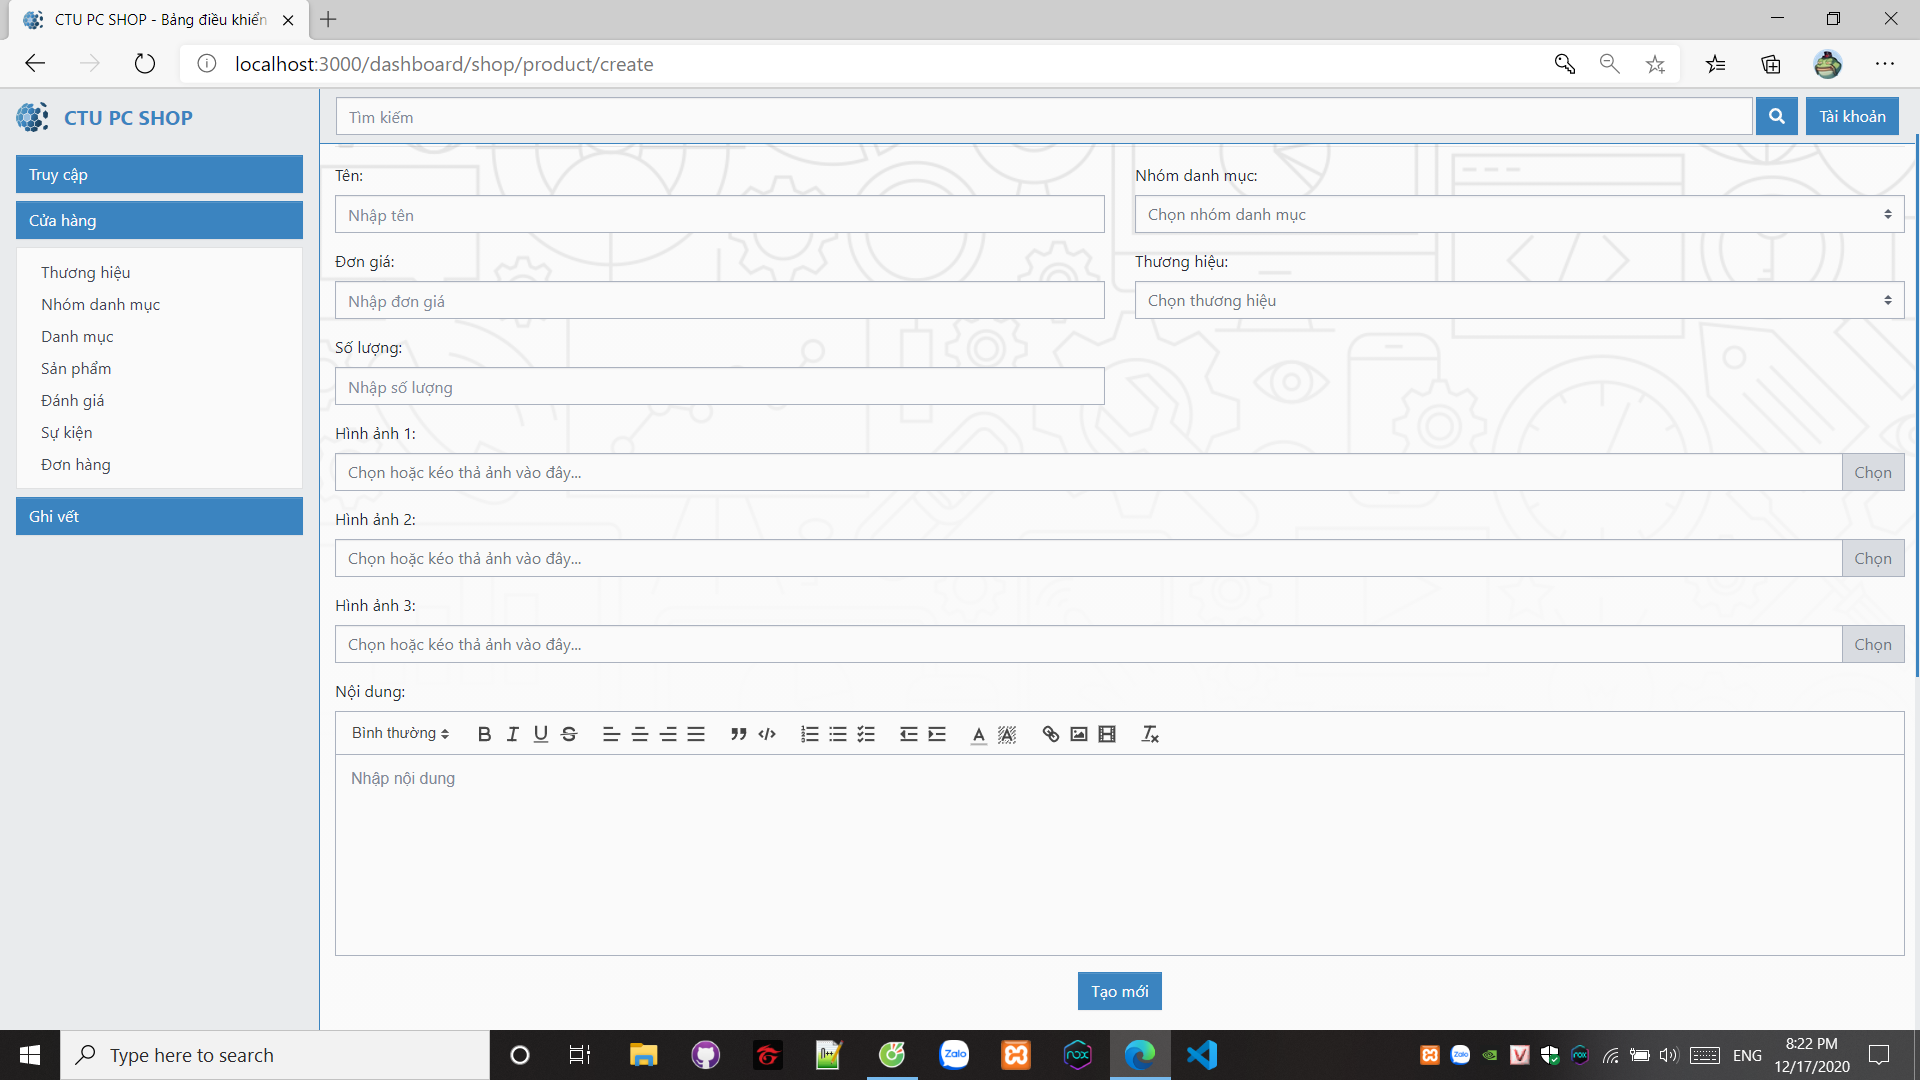 CTU PC SHOP - Bảng điều khiển
localhost:3000/dashboard/shop/product/create
CTU PC SHOP
Tìm kiếm
Tài khoản
Truy cập
Cửa hàng
Thương hiệu
Nhóm danh mục
Danh mục
Sản phẩm
Đánh giá
Sự kiện
Đơn hàng
Ghi vết
Tên:
Nhập tên
Nhóm danh mục:
Chọn nhóm danh mục
Đơn giá:
Nhập đơn giá
Thương hiệu:
Chọn thương hiệu
Số lượng:
Nhập số lượng
Hình ảnh 1:
Chọn hoặc kéo thả ảnh vào đây...
Chọn
Hình ảnh 2:
Chọn hoặc kéo thả ảnh vào đây...
Chọn
Hình ảnh 3:
Chọn hoặc kéo thả ảnh vào đây...
Chọn
Nội dung:
Bình thường
Nhập nội dung
Tạo mới
Type here to search
Zalo
nox
ENG
8:22 PM
12/17/2020